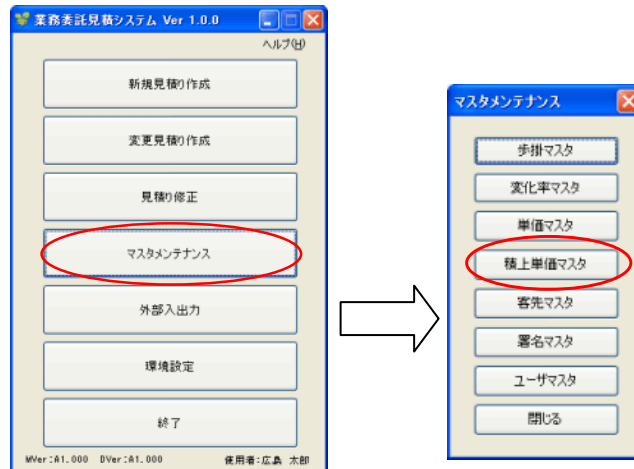 業務委託見積システム Ver 1.0.0
ヘルプ(H)
新規見積り作成
変更見積り作成
見積り修正
マスタメンテナンス
外部入出力
環境設定
終了
MVer:A1.000 DVer:A1.000 使用者:広島 太郎
マスタメンテナンス
歩掛マスタ
変化率マスタ
単価マスタ
積上単価マスタ
客先マスタ
署名マスタ
ユーザマスタ
閉じる